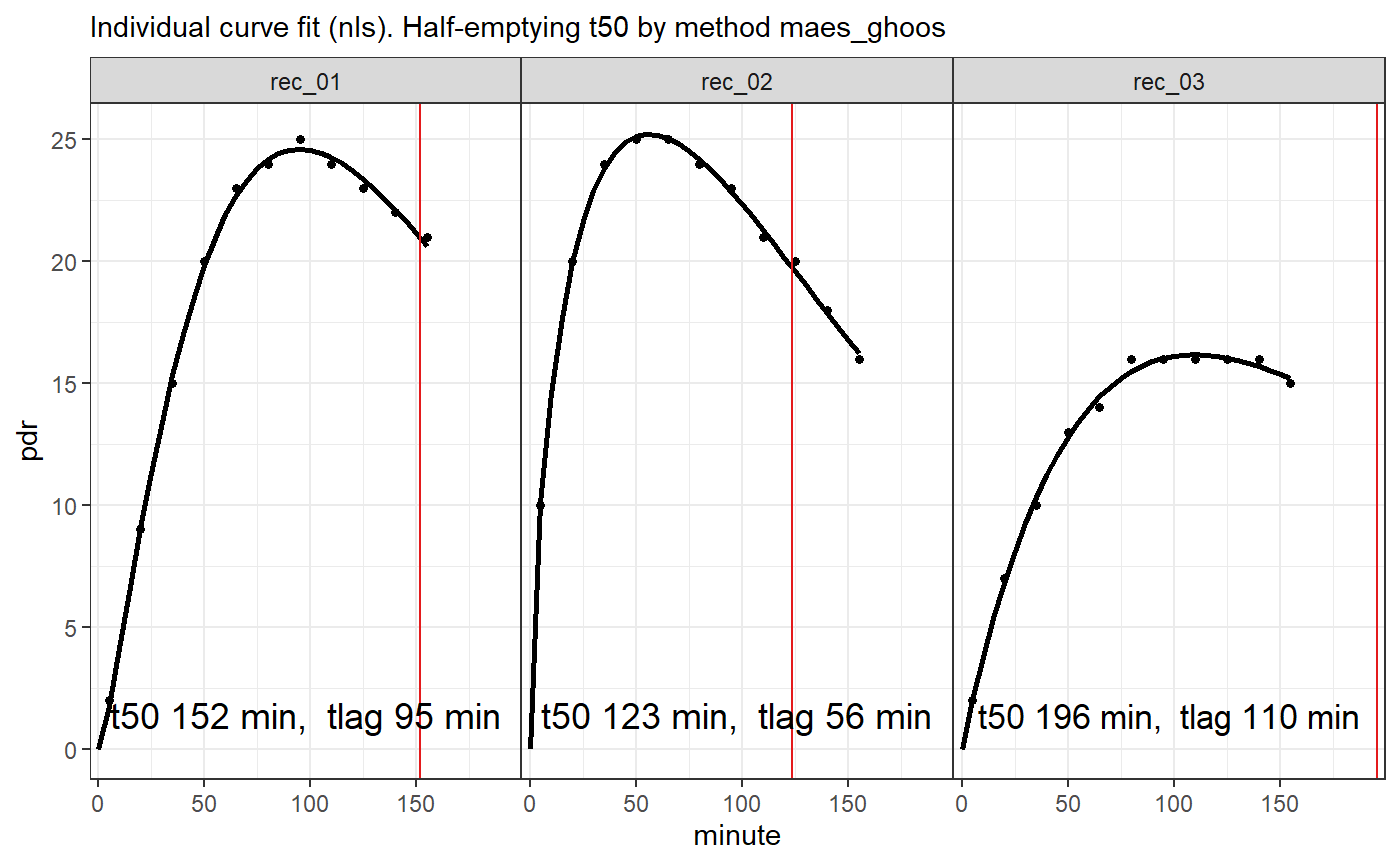 Individual curve fit (nls). Half-emptying t50 by method maes_ghoos
rec_01 rec_02 rec_03
25
20
15
10
5
0
pdr
t50 152 min,  tlag 95 min
t50 123 min,  tlag 56 min
t50 196 min,  tlag 110 min
0 50 100 150 0 50 100 150 0 50 100 150
minute